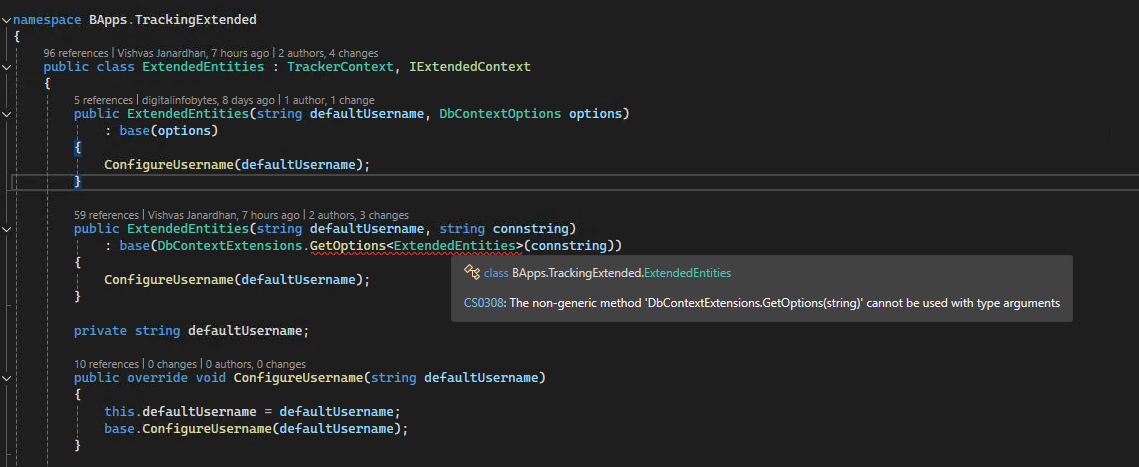 namespace BApps.TrackingExtended
{
96 references | Vishvas Janardhan, 7 hours ago | 2 authors, 4 changes
public class ExtendedEntities : TrackerContext, IExtendedContext
{
5 references | digitalinfobytes, 8 days ago | 1 author, 1 change
public ExtendedEntities(string defaultUsername, DbContextOptions options)
: base(options)
{
ConfigureUsername(defaultUsername);
}
59 references | Vishvas Janardhan, 7 hours ago | 2 authors, 3 changes
public ExtendedEntities(string defaultUsername, string connstring)
: base(DbContextExtensions.GetOptions<ExtendedEntities>(connstring))
{
class BApps.TrackingExtended.ExtendedEntities
ConfigureUsername(defaultUsername);
}
CS0308: The non-generic method 'DbContextExtensions.GetOptions(string)' cannot be used with type arguments
private string defaultUsername;
10 references | 0 changes | 0 authors, 0 changes
public override void ConfigureUsername(string defaultUsername)
{
this.defaultUsername = defaultUsername;
base.ConfigureUsername(defaultUsername);
}